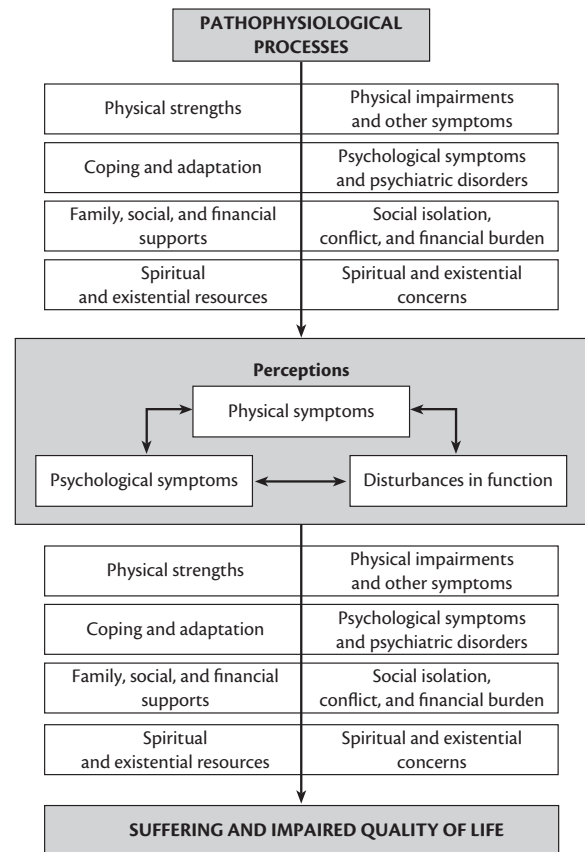 PATHOPHYSIOLOGICAL
PROCESSES
Physical strengths
Physical impairments
and other symptoms
Coping and adaptation
Psychological symptoms
and psychiatric disorders
Family, social, and financial
supports
Social isolation,
conflict, and financial burden
Spiritual
and existential resources
Spiritual and existential
concerns
Perceptions
Physical symptoms
Psychological symptoms
Disturbances in function
Physical strengths
Physical impairments
and other symptoms
Coping and adaptation
Psychological symptoms
and psychiatric disorders
Family, social, and financial
supports
Social isolation,
conflict, and financial burden
Spiritual
and existential resources
Spiritual and existential
concerns
SUFFERING AND IMPAIRED QUALITY OF LIFE